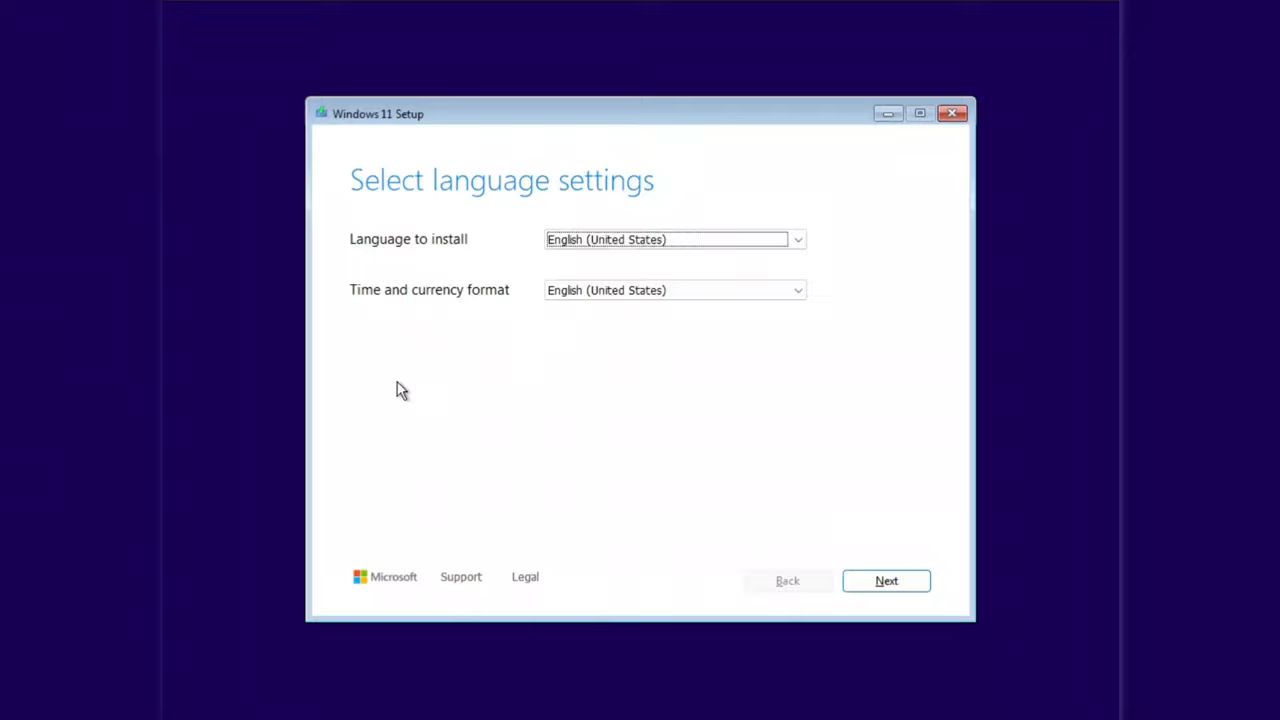 Windows 11 Setup
Select language settings
Language to install English (United States)
Time and currency format English (United States)
Microsoft Support Legal Back Next